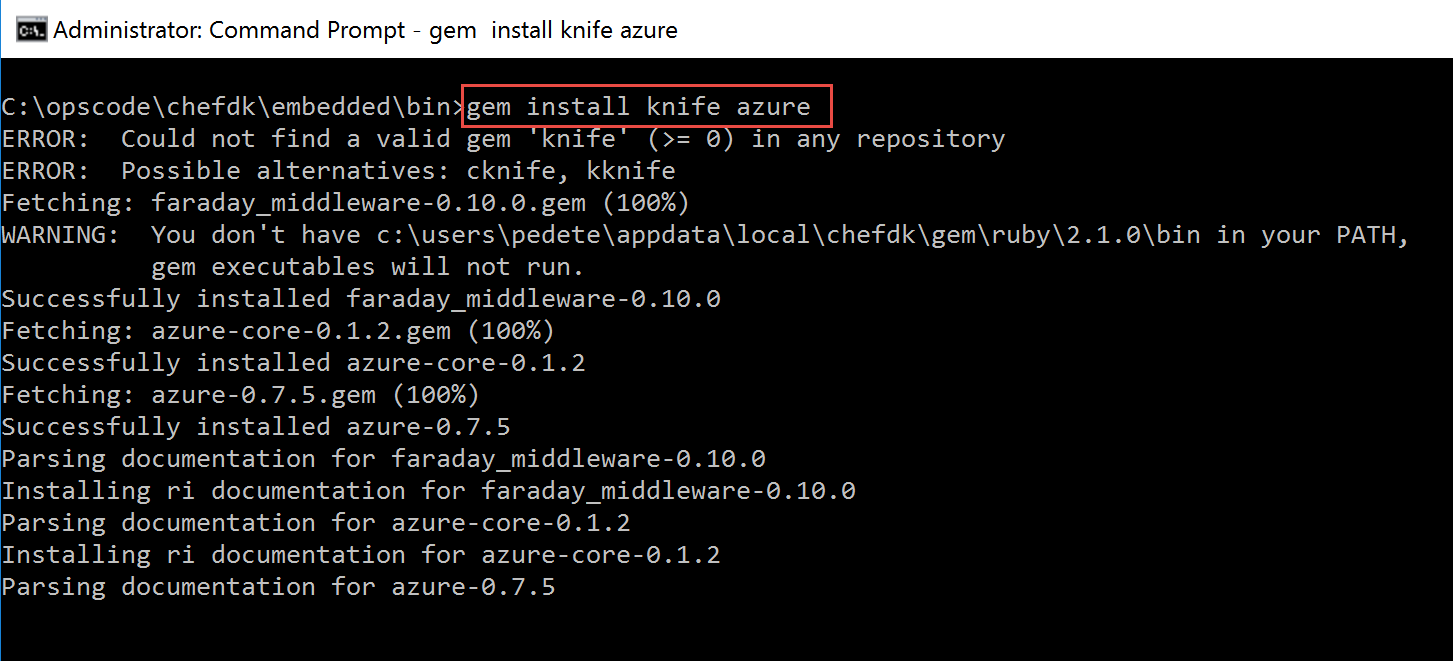 Administrator: Command Prompt - gem  install knife azure
C:\opscode\chefdk\embedded\bin>gem install knife azure
ERROR:  Could not find a valid gem 'knife' (>= 0) in any repository
ERROR:  Possible alternatives: cknife, kknife
Fetching: faraday_middleware-0.10.0.gem (100%)
WARNING:  You don't have c:\users\pedete\appdata\local\chefdk\gem\ruby\2.1.0\bin in your PATH,
          gem executables will not run.
Successfully installed faraday_middleware-0.10.0
Fetching: azure-core-0.1.2.gem (100%)
Successfully installed azure-core-0.1.2
Fetching: azure-0.7.5.gem (100%)
Successfully installed azure-0.7.5
Parsing documentation for faraday_middleware-0.10.0
Installing ri documentation for faraday_middleware-0.10.0
Parsing documentation for azure-core-0.1.2
Installing ri documentation for azure-core-0.1.2
Parsing documentation for azure-0.7.5